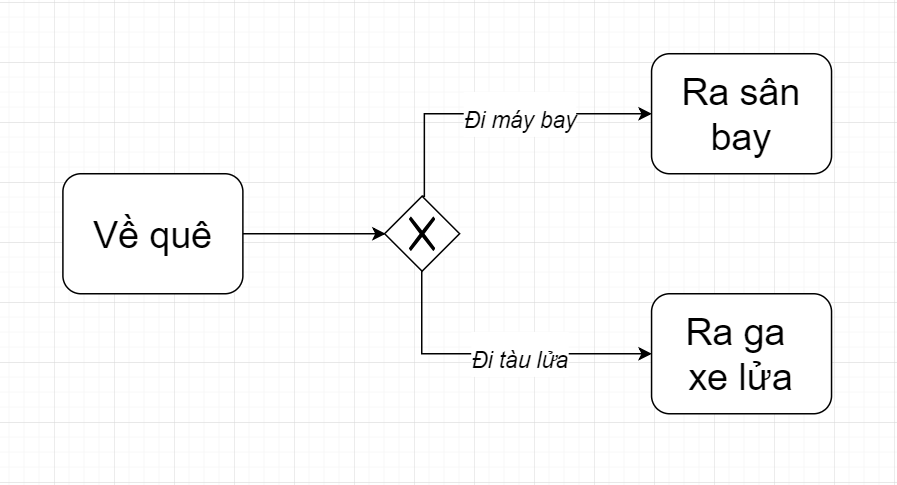 Về quê
X
Đi máy bay
Ra sân
bay
Đi tàu lửa
Ra ga
xe lửa